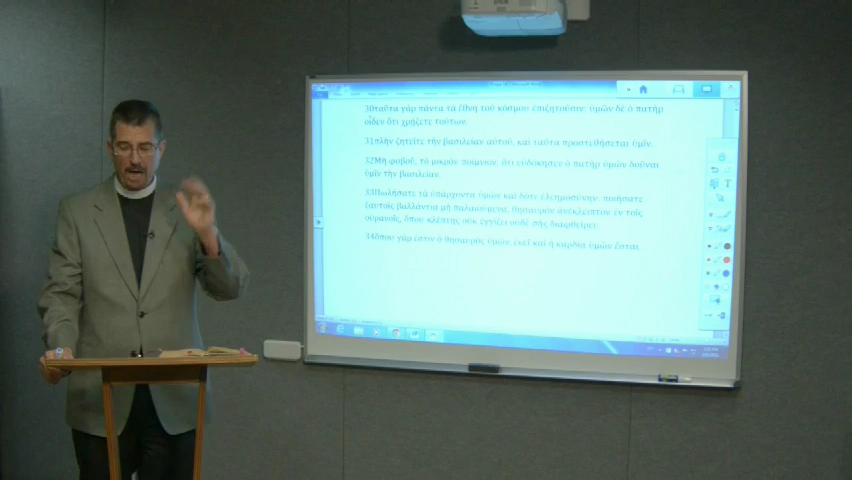 30ταῦτα γὰρ πάντα τὰ ἔθνη τοῦ κόσμου ἐπιζητοῦσιν· ὑμῶν δὲ ὁ πατὴρ
οἶδεν ὅτι χρῄζετε τούτων.
31πλὴν ζητεῖτε τὴν βασιλείαν αὐτοῦ, καὶ ταῦτα προστεθήσεται ὑμῖν.
32Μὴ φοβοῦ, τὸ μικρὸν ποίμνιον, ὅτι εὐδόκησεν ὁ πατὴρ ὑμῶν δοῦναι
ὑμῖν τὴν βασιλείαν.
33Πωλήσατε τὰ ὑπάρχοντα ὑμῶν καὶ δότε ἐλεημοσύνην· ποιήσατε
ἑαυτοῖς βαλλάντια μὴ παλαιούμενα, θησαυρὸν ἀνέκλειπτον ἐν τοῖς
οὐρανοῖς, ὅπου κλέπτης οὐκ ἐγγίζει οὐδὲ σὴς διαφθείρει·
34ὅπου γάρ ἐστιν ὁ θησαυρὸς ὑμῶν, ἐκεῖ καὶ ἡ καρδία ὑμῶν ἔσται.